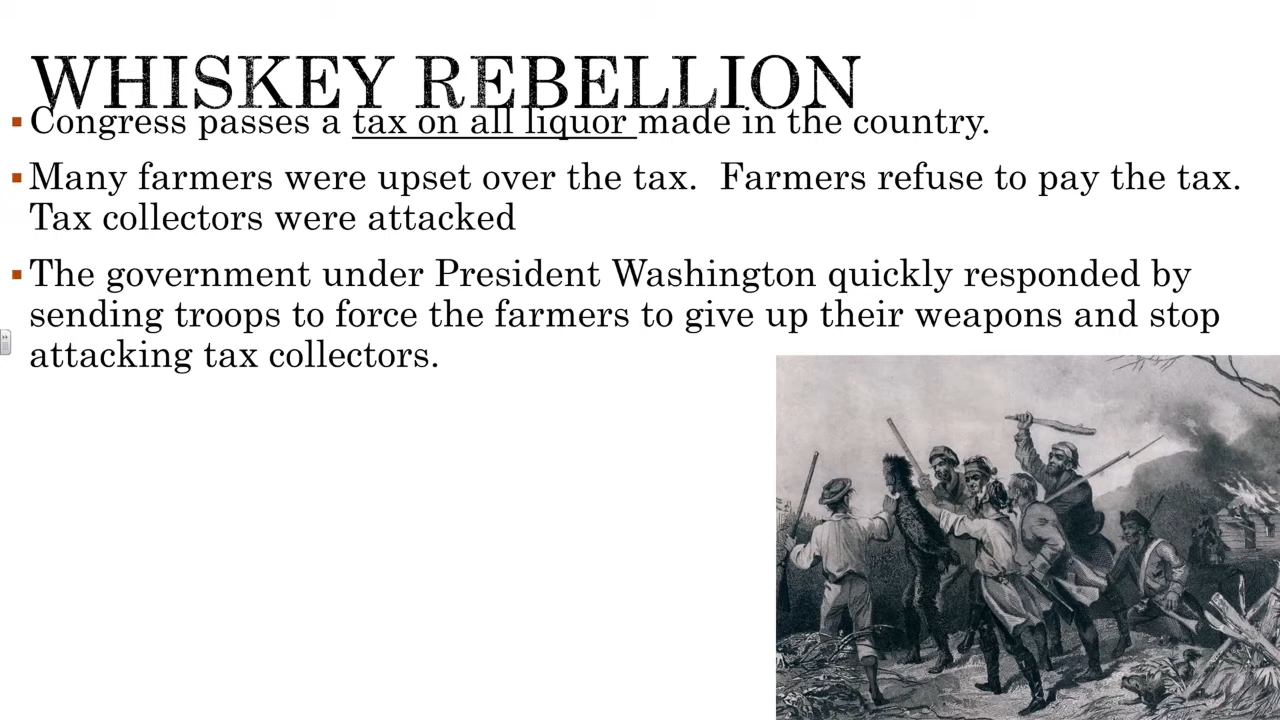 WHISKEY REBELLION
▪Congress passes a tax on all liquor made in the country.
▪Many farmers were upset over the tax.  Farmers refuse to pay the tax.
Tax collectors were attacked
▪The government under President Washington quickly responded by
sending troops to force the farmers to give up their weapons and stop
attacking tax collectors.